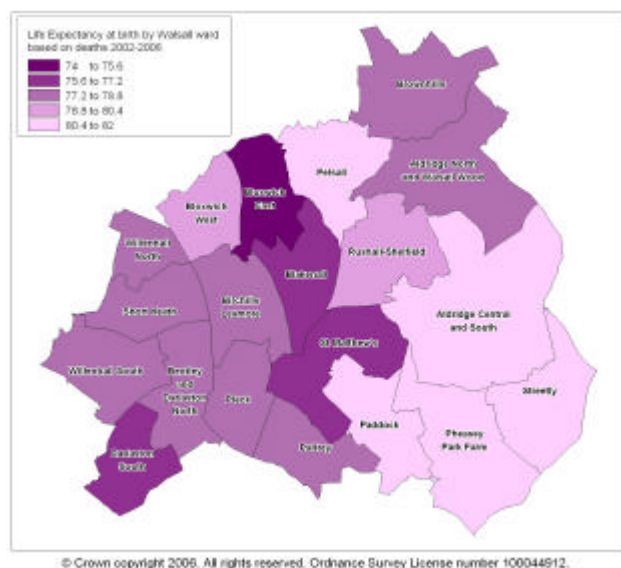 Life Expectancy at birth by Walsall ward
based on deaths 2002-2006
74 to 75.6
75.6 to 77.2
77.2 to 78.8
78.8 to 80.4
80.4 to 82
Brownhills
Pelsall
Aldridge North
and Walsall Wood
Bloxwich
East
Bloxwich
West
Rushall-Shelfield
Willenhall
North
Blakenall
Short Heath
Birchills
Leamore
Aldridge Central
and South
St Matthew's
Willenhall South
Bentley
and
Darlaston
North
Pleck
Streetly
Paddock
Pheasey
Park Farm
Palfrey
Darlaston
South
© Crown copyright 2006. All rights reserved. Ordnance Survey License number 100044912.